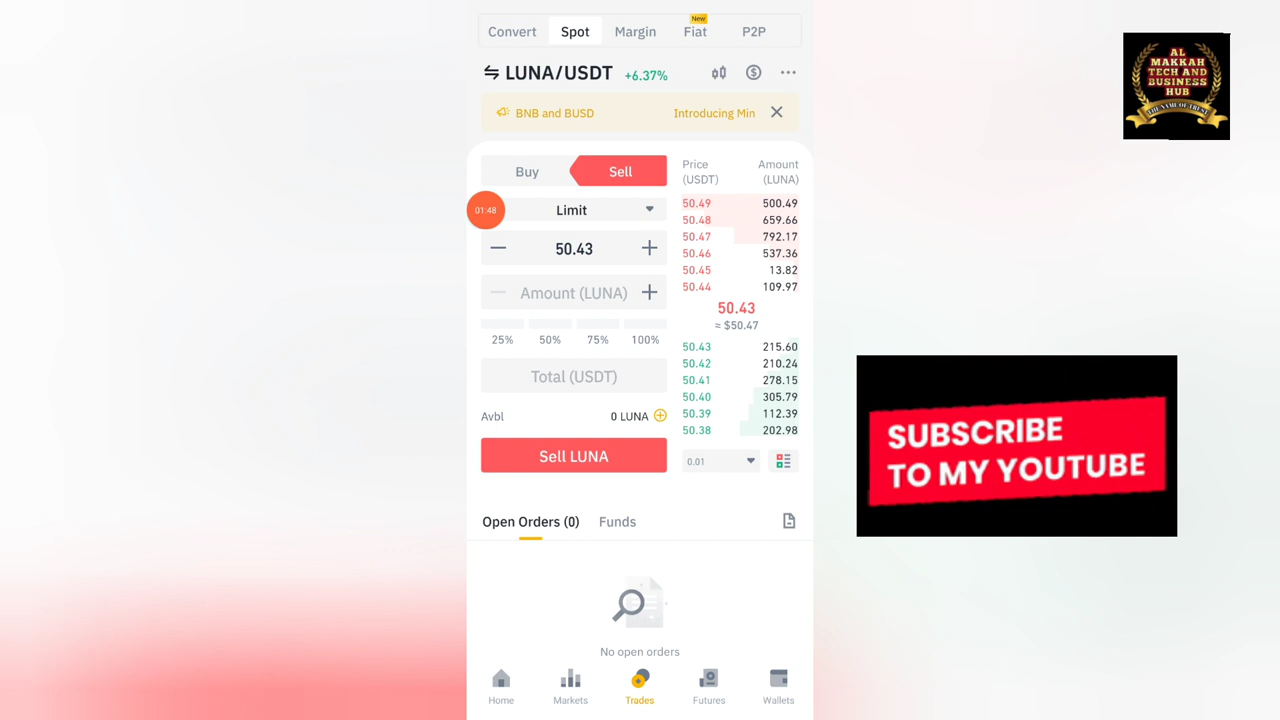 Convert Spot Margin New Fiat P2P
LUNA/USDT +6.37%
BNB and BUSD Introducing Min
Buy Sell
01:48
Limit
50.43
Amount (LUNA)
25% 50% 75% 100%
Total (USDT)
Avbl 0 LUNA
Sell LUNA
Price Amount
(USDT) (LUNA)
50.49 500.49
50.48 659.66
50.47 792.17
50.46 537.36
50.45 13.82
50.44 109.97
50.43
≈ $50.47
50.43 215.60
50.42 210.24
50.41 278.15
50.40 305.79
50.39 112.39
50.38 202.98
0.01
Open Orders (0) Funds
No open orders
Home Markets Trades Futures Wallets
AL
MAKKAH
TECH AND
BUSINESS
HUB
THE NAME OF TRUST
SUBSCRIBE
TO MY YOUTUBE